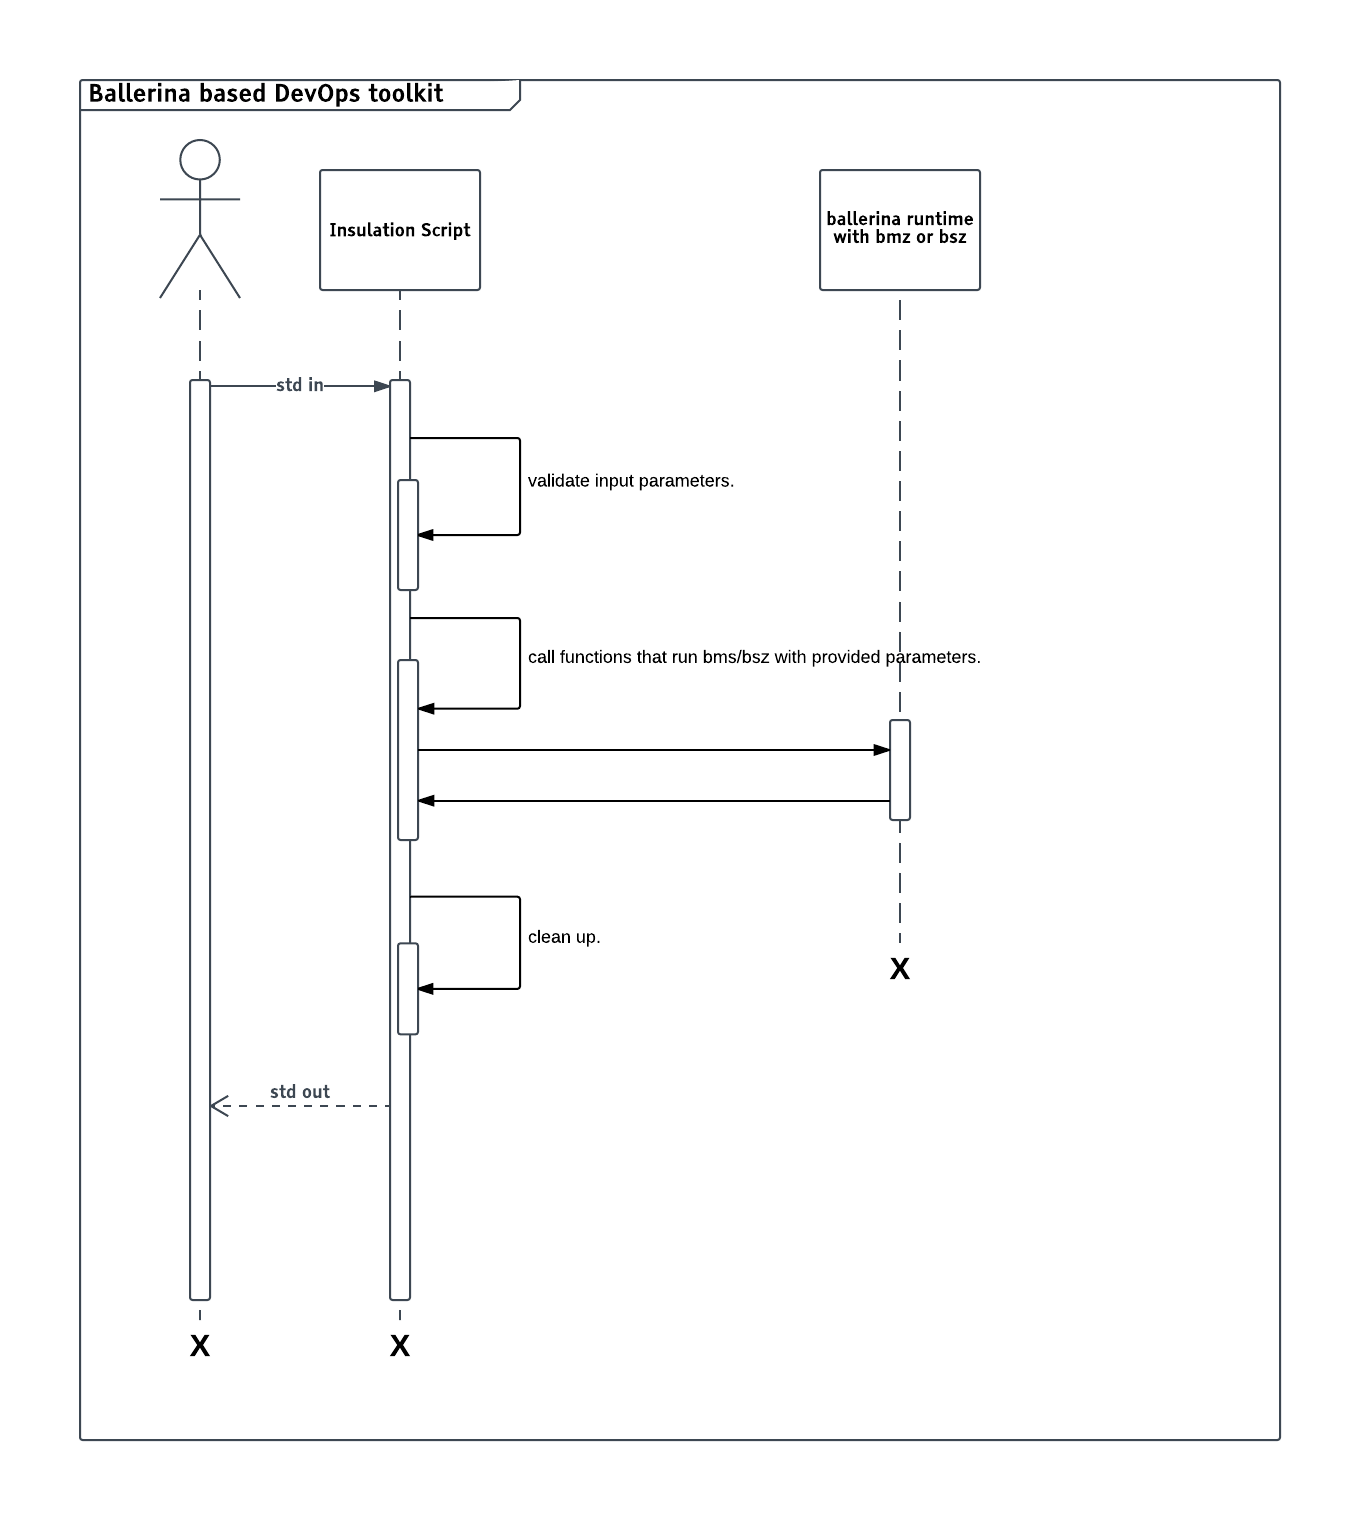 Ballerina based DevOps toolkit
Insulation Script
ballerina runtime
with bmz or bsz
std in
validate input parameters.
call functions that run bms/bsz with provided parameters.
clean up.
X
std out
X
X